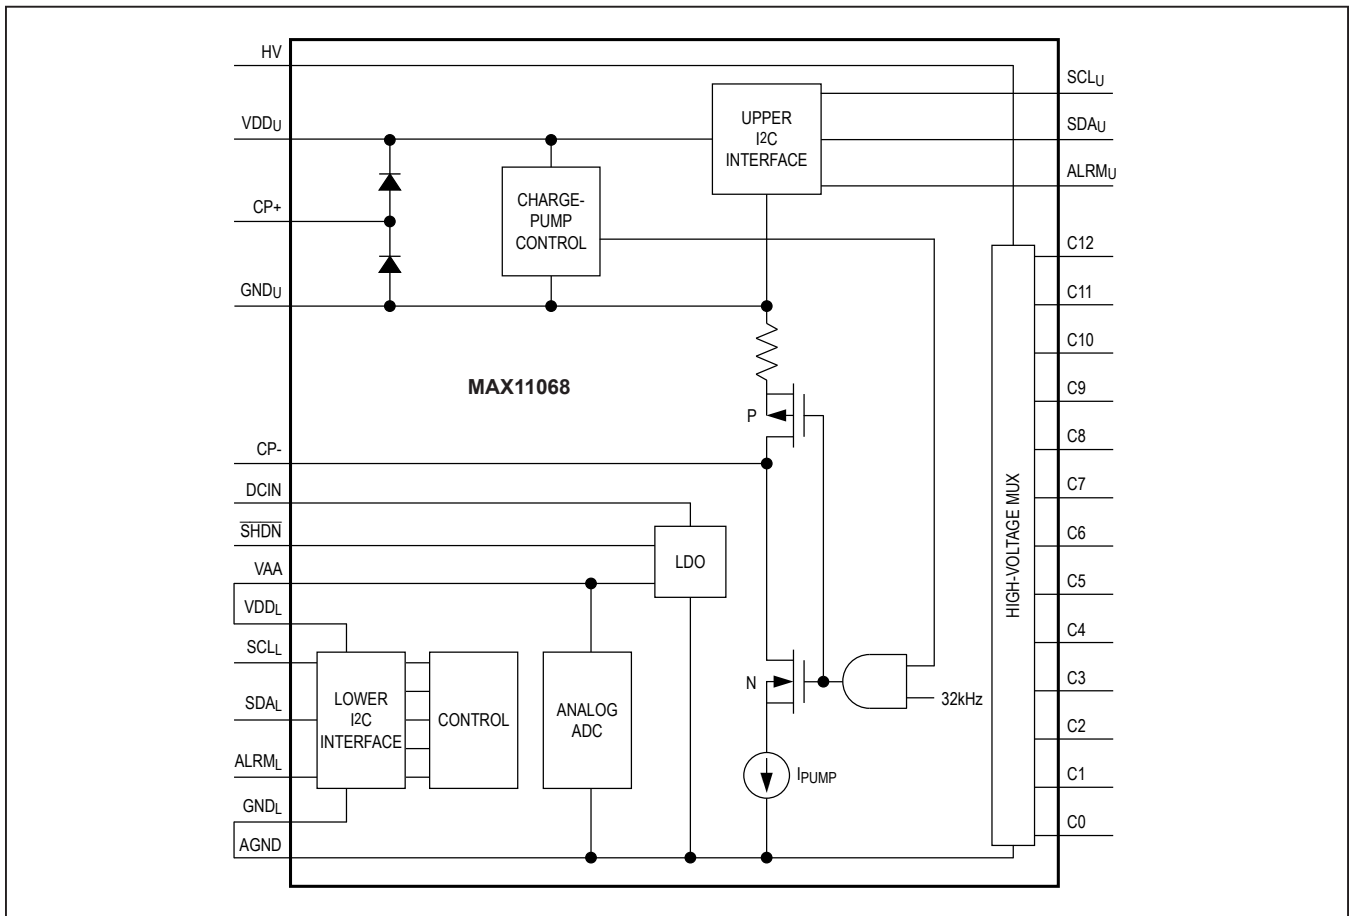 HV
VDDU
CP+
GNDU
CP-
DCIN
SHDN
VAA
VDDL
SCLL
SDAL
ALRML
GNDL
AGND
MAX11068
CHARGE-
PUMP
CONTROL
UPPER
I2C
INTERFACE
P
LDO
LOWER
I2C
INTERFACE
CONTROL
ANALOG
ADC
N
32kHz
IPUMP
HIGH-VOLTAGE MUX
SCLU
SDAU
ALRMU
C12
C11
C10
C9
C8
C7
C6
C5
C4
C3
C2
C1
C0